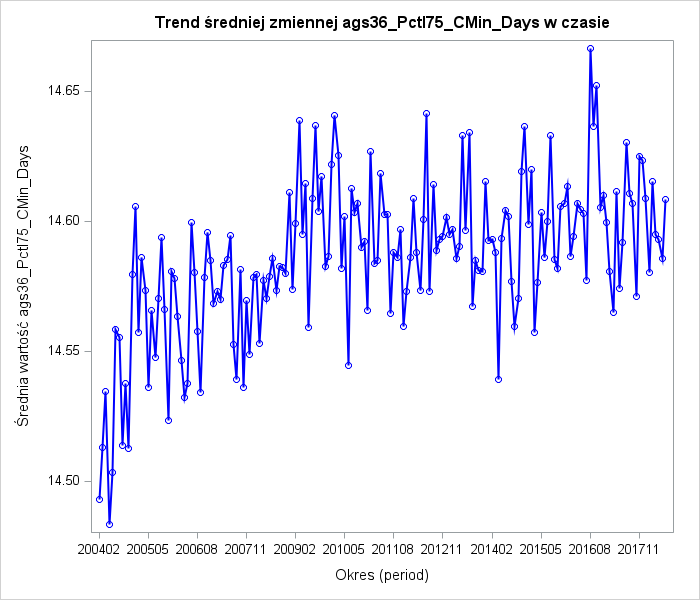 Trend średniej zmiennej ags36_Pctl75_CMin_Days w czasie
Średnia wartość ags36_Pctl75_CMin_Days
14.65
14.60
14.55
14.50
200402 200505 200608 200711 200902 201005 201108 201211 201402 201505 201608 201711
Okres (period)